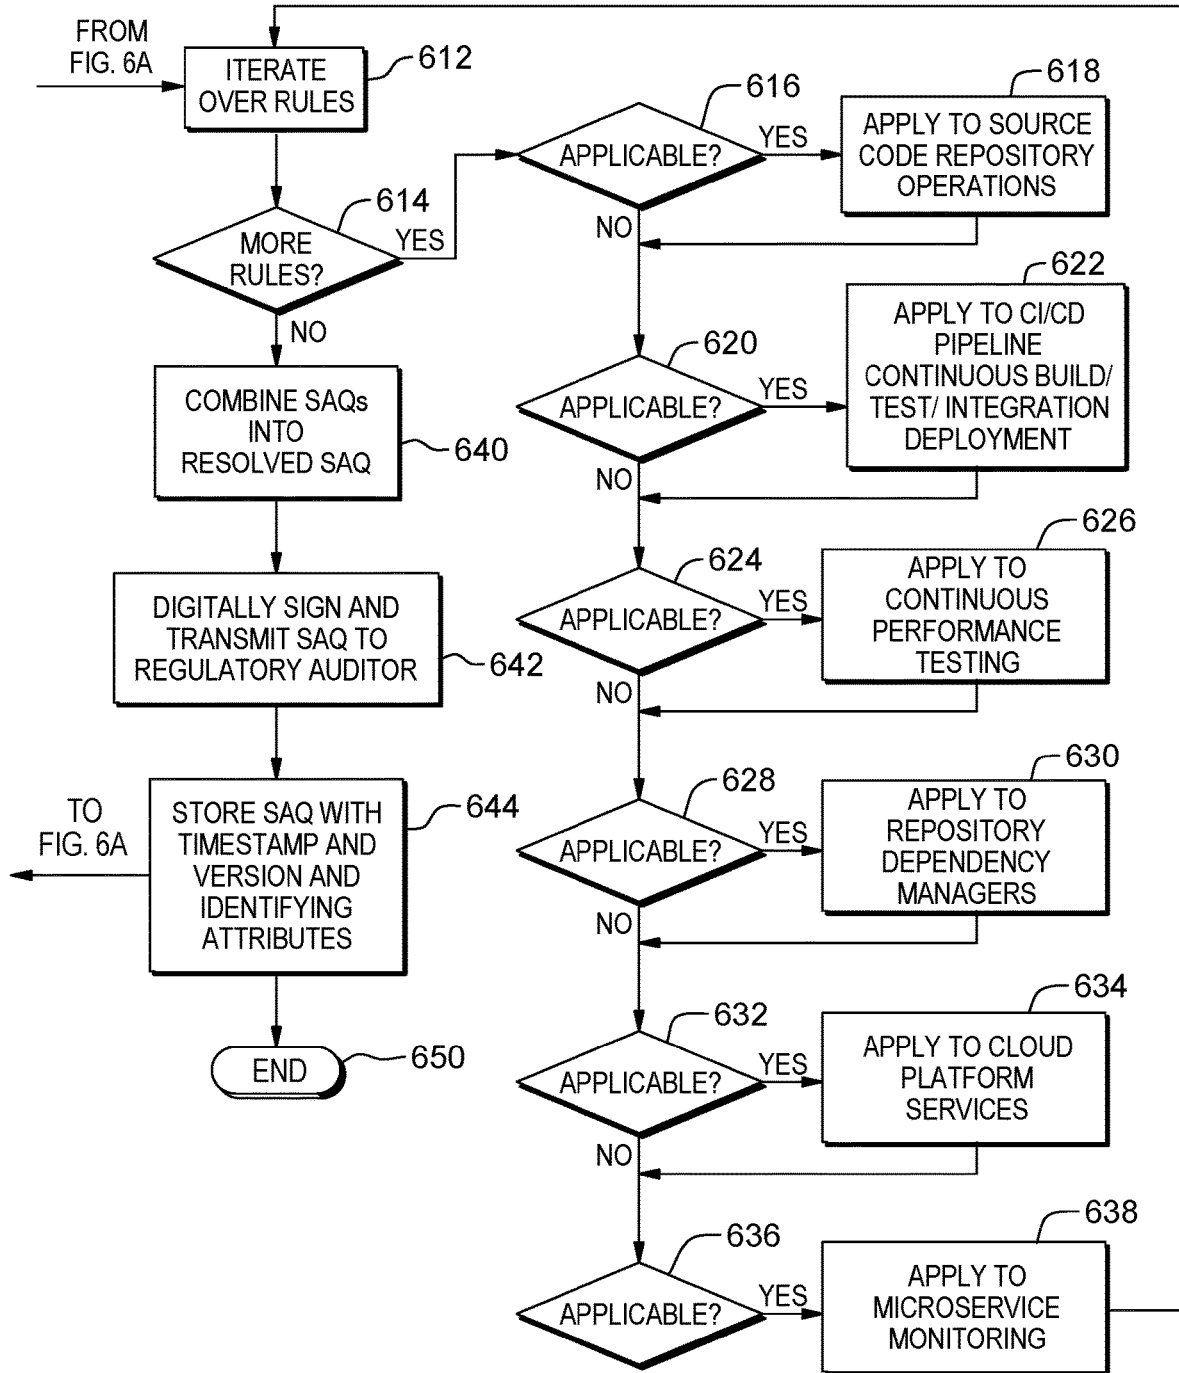 FROM
FIG. 6A
ITERATE
OVER RULES
612
MORE
RULES?
614
YES
NO
COMBINE SAQs
INTO
RESOLVED SAQ
640
DIGITALLY SIGN AND
TRANSMIT SAQ TO
REGULATORY AUDITOR
642
TO
FIG. 6A
STORE SAQ WITH
TIMESTAMP AND
VERSION AND
IDENTIFYING
ATTRIBUTES
644
END
650
APPLICABLE?
616
YES
NO
APPLY TO SOURCE
CODE REPOSITORY
OPERATIONS
618
APPLICABLE?
620
YES
NO
APPLY TO CI/CD
PIPELINE
CONTINUOUS BUILD/
TEST/ INTEGRATION
DEPLOYMENT
622
APPLICABLE?
624
YES
NO
APPLY TO
CONTINUOUS
PERFORMANCE
TESTING
626
APPLICABLE?
628
YES
NO
APPLY TO
REPOSITORY
DEPENDENCY
MANAGERS
630
APPLICABLE?
632
YES
NO
APPLY TO CLOUD
PLATFORM
SERVICES
634
APPLICABLE?
636
YES
APPLY TO
MICROSERVICE
MONITORING
638